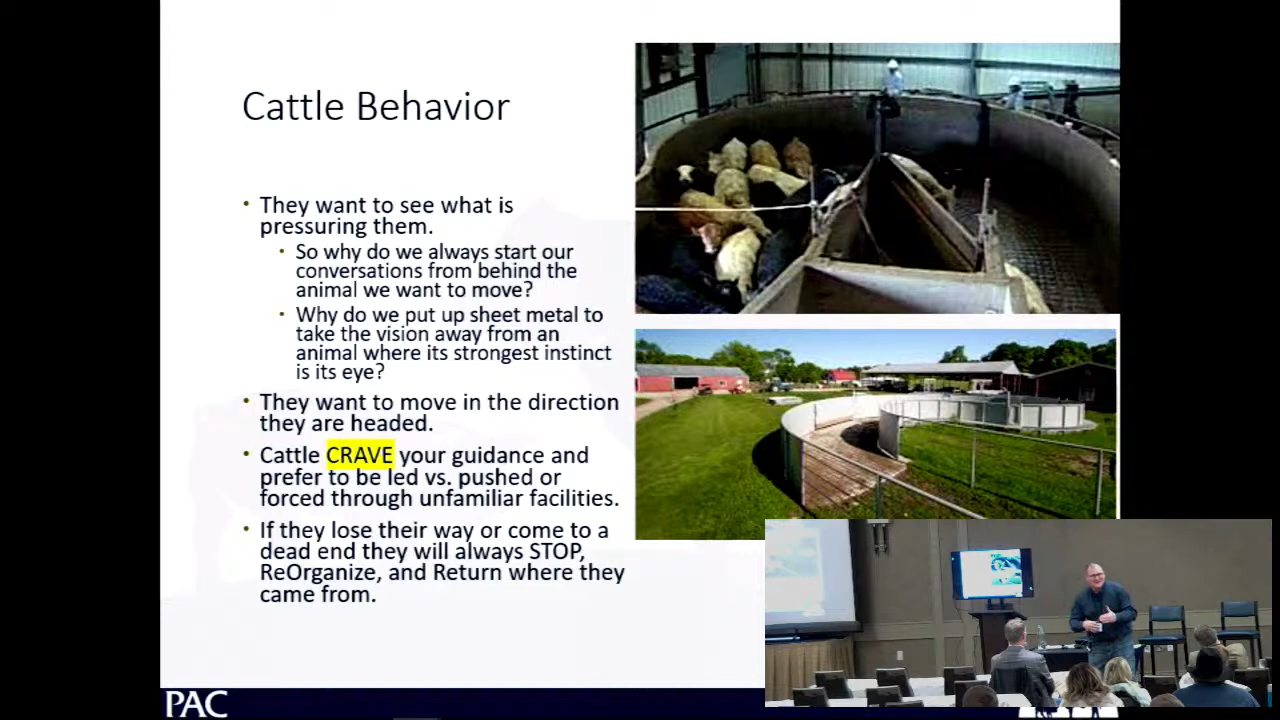 Cattle Behavior
• They want to see what is
pressuring them.
• So why do we always start our
conversations from behind the
animal we want to move?
• Why do we put up sheet metal to
take the vision away from an
animal where its strongest instinct
is its eye?
• They want to move in the direction
they are headed.
• Cattle CRAVE your guidance and
prefer to be led vs. pushed or
forced through unfamiliar facilities.
• If they lose their way or come to a
dead end they will always STOP,
ReOrganize, and Return where they
came from.
PAC